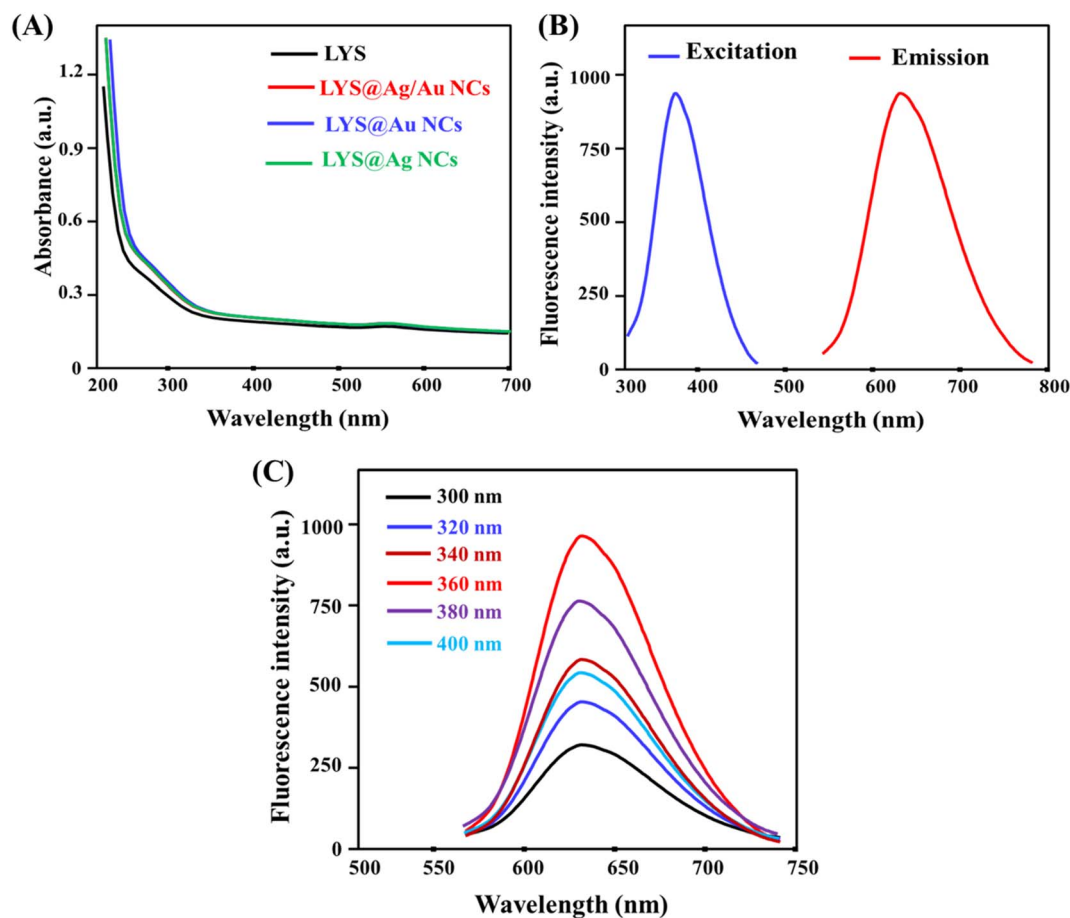 (A)
LYS
LYS@Ag/Au NCs
LYS@Au NCs
LYS@Ag NCs
Absorbance (a.u.)
1.2
0.9
0.6
0.3
0
200 300 400 500 600 700
Wavelength (nm)
(B)
Excitation Emission
Fluorescence intensity (a.u.)
1000
750
500
250
0
300 400 600 700 800
Wavelength (nm)
(C)
300 nm
320 nm
340 nm
360 nm
380 nm
400 nm
Fluorescence intensity (a.u.)
1000
750
500
250
0
500 550 600 650 700 750
Wavelength (nm)